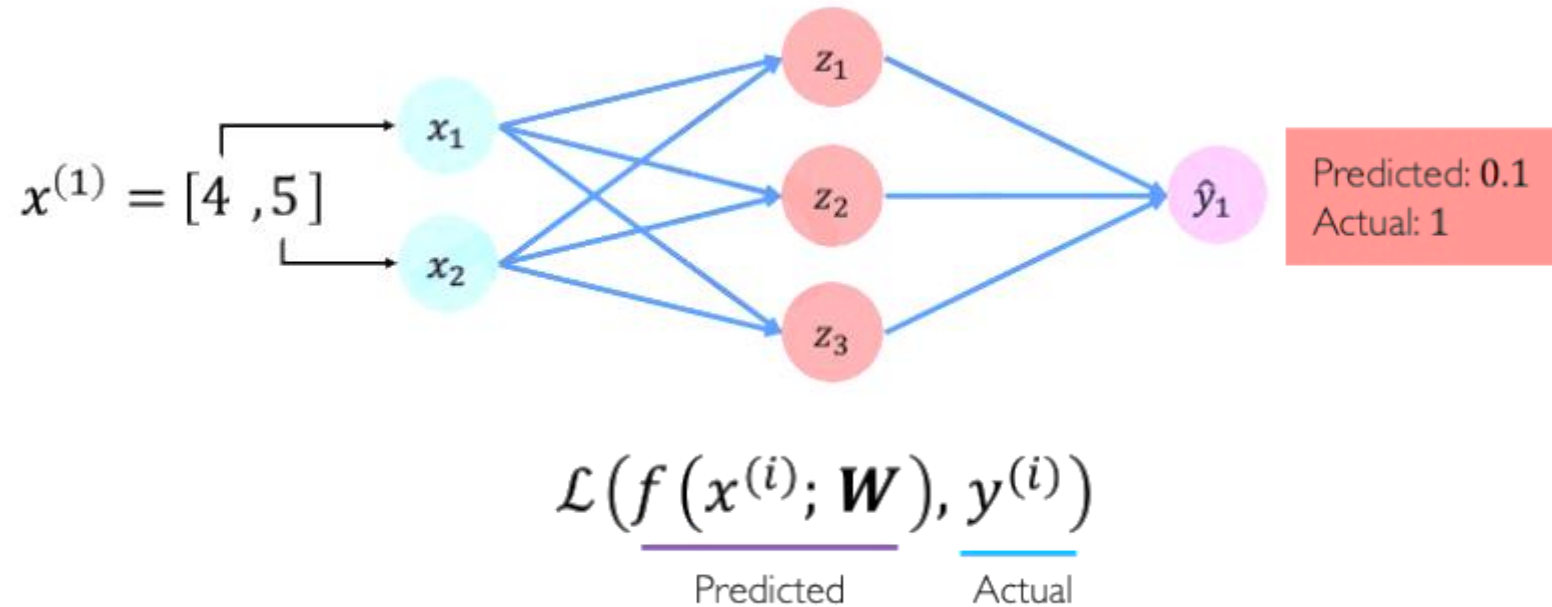 z₁
x₁
x⁽¹⁾ = [4 ,5]
z₂
ŷ₁
Predicted: 0.1
Actual: 1
x₂
z₃
ℒ(f(x⁽ⁱ⁾; W), y⁽ⁱ⁾)
Predicted Actual